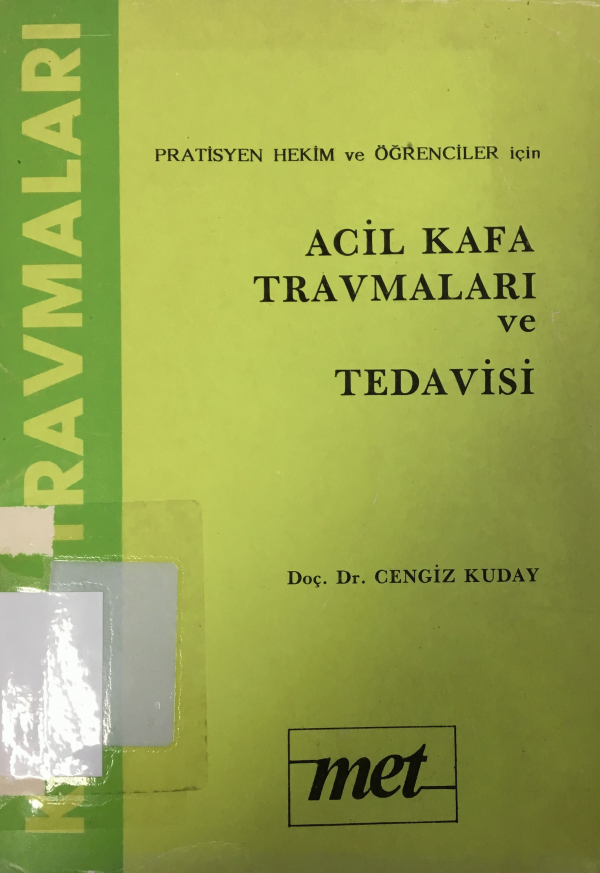 PRATİSYEN HEKİM ve ÖĞRENCİLER için
ACİL KAFA
TRAVMALARI
ve
TEDAVİSİ
Doç. Dr. CENGİZ KUDAY
met
TRAVMALARI